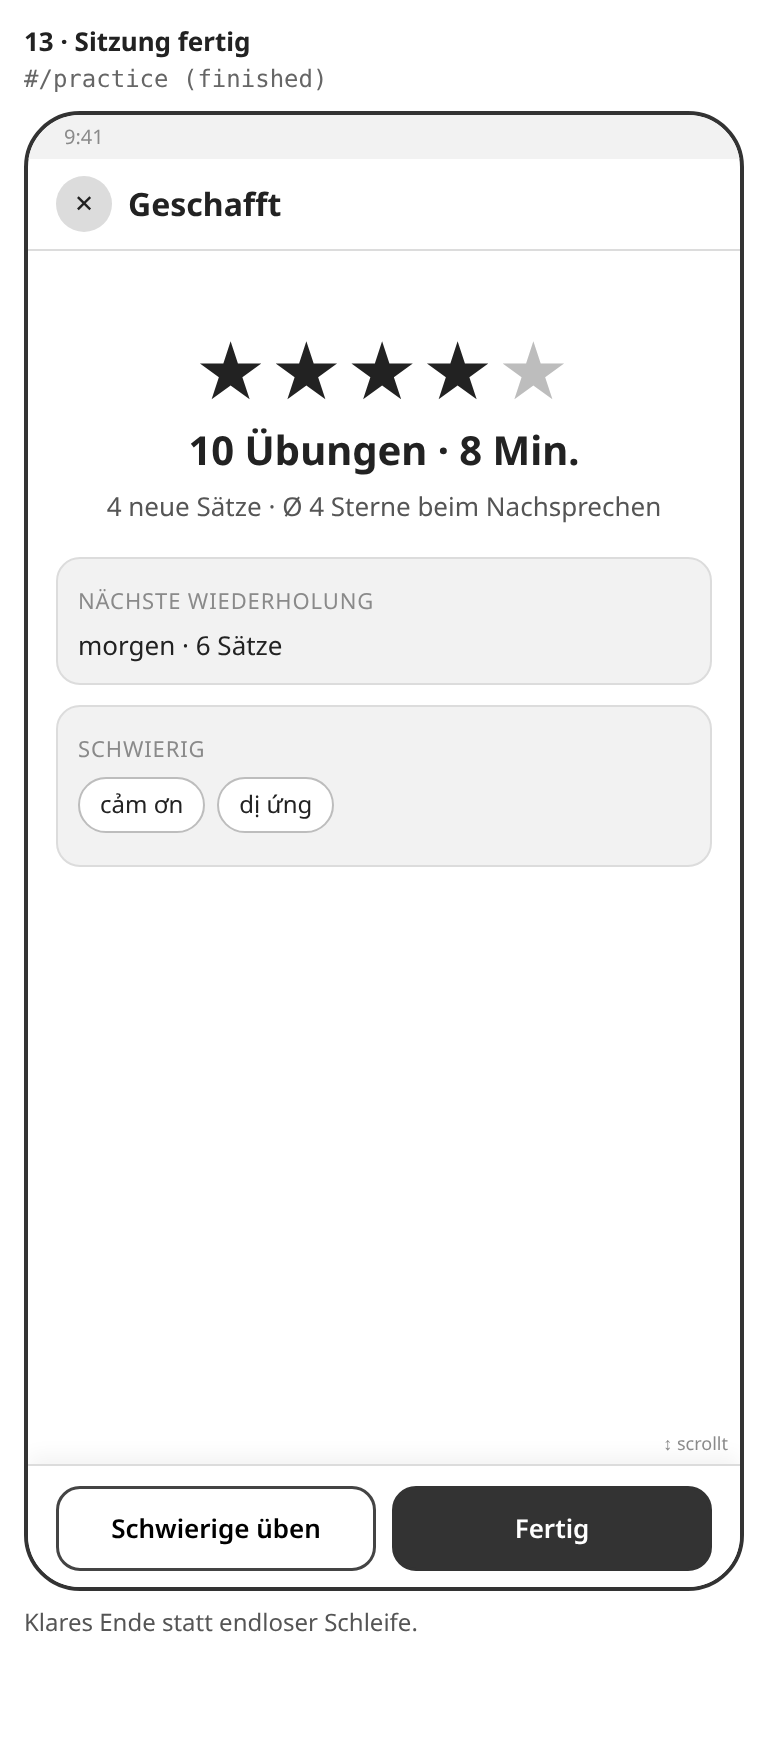 13 · Sitzung fertig
#/practice (finished)
9:41
✕ Geschafft
★★★★★
10 Übungen · 8 Min.
4 neue Sätze · Ø 4 Sterne beim Nachsprechen
NÄCHSTE WIEDERHOLUNG
morgen · 6 Sätze
SCHWIERIG
cảm ơn dị ứng
↕ scrollt
Schwierige üben Fertig
Klares Ende statt endloser Schleife.